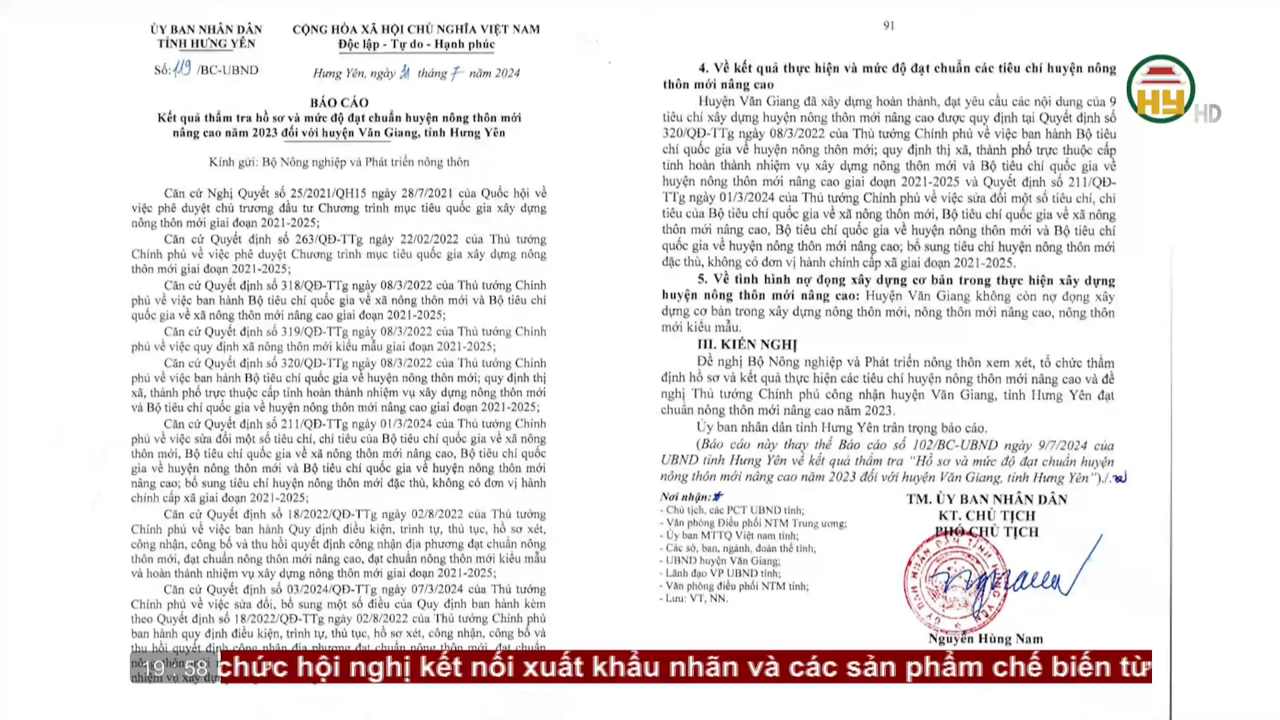 ỦY BAN NHÂN DÂN
TỈNH HƯNG YÊN
Số: 119 /BC-UBND
CỘNG HÒA XÃ HỘI CHỦ NGHĨA VIỆT NAM
Độc lập - Tự do - Hạnh phúc
Hưng Yên, ngày 31 tháng 7 năm 2024
BÁO CÁO
Kết quả thẩm tra hồ sơ và mức độ đạt chuẩn huyện nông thôn mới
nâng cao năm 2023 đối với huyện Văn Giang, tỉnh Hưng Yên
Kính gửi: Bộ Nông nghiệp và Phát triển nông thôn
Căn cứ Nghị Quyết số 25/2021/QH15 ngày 28/7/2021 của Quốc hội về
việc phê duyệt chủ trương đầu tư Chương trình mục tiêu quốc gia xây dựng
nông thôn mới giai đoạn 2021-2025;
Căn cứ Quyết định số 263/QĐ-TTg ngày 22/02/2022 của Thủ tướng
Chính phủ về việc phê duyệt Chương trình mục tiêu quốc gia xây dựng nông
thôn mới giai đoạn 2021-2025;
Căn cứ Quyết định số 318/QĐ-TTg ngày 08/3/2022 của Thủ tướng Chính
phủ về việc ban hành Bộ tiêu chí quốc gia về xã nông thôn mới và Bộ tiêu chí
quốc gia về xã nông thôn mới nâng cao giai đoạn 2021-2025;
Căn cứ Quyết định số 319/QĐ-TTg ngày 08/3/2022 của Thủ tướng Chính
phủ về việc quy định xã nông thôn mới kiểu mẫu giai đoạn 2021-2025;
Căn cứ Quyết định số 320/QĐ-TTg ngày 08/3/2022 của Thủ tướng Chính
phủ về việc ban hành Bộ tiêu chí quốc gia về huyện nông thôn mới; quy định thị
xã, thành phố trực thuộc cấp tỉnh hoàn thành nhiệm vụ xây dựng nông thôn mới
và Bộ tiêu chí quốc gia về huyện nông thôn mới nâng cao giai đoạn 2021-2025;
Căn cứ Quyết định số 211/QĐ-TTg ngày 01/3/2024 của Thủ tướng Chính
phủ về việc sửa đổi một số tiêu chí, chỉ tiêu của Bộ tiêu chí quốc gia về xã nông
thôn mới, Bộ tiêu chí quốc gia về xã nông thôn mới nâng cao, Bộ tiêu chí quốc
gia về huyện nông thôn mới và Bộ tiêu chí quốc gia về huyện nông thôn mới
nâng cao; bổ sung tiêu chí huyện nông thôn mới đặc thù, không có đơn vị hành
chính cấp xã giai đoạn 2021-2025;
Căn cứ Quyết định số 18/2022/QĐ-TTg ngày 02/8/2022 của Thủ tướng
Chính phủ về việc ban hành Quy định điều kiện, trình tự, thủ tục, hồ sơ xét,
công nhận, công bố và thu hồi quyết định công nhận địa phương đạt chuẩn nông
thôn mới, đạt chuẩn nông thôn mới nâng cao, đạt chuẩn nông thôn mới kiểu mẫu
và hoàn thành nhiệm vụ xây dựng nông thôn mới giai đoạn 2021-2025;
Căn cứ Quyết định số 03/2024/QĐ-TTg ngày 07/3/2024 của Thủ tướng
Chính phủ về việc sửa đổi, bổ sung một số điều của Quy định ban hành kèm
theo Quyết định số 18/2022/QĐ-TTg ngày 02/8/2022 của Thủ tướng Chính phủ
ban hành quy định điều kiện, trình tự, thủ tục, hồ sơ xét, công nhận, công bố và
thu hồi quyết định công nhận địa phương đạt chuẩn nông thôn mới, đạt chuẩn
91
4. Về kết quả thực hiện và mức độ đạt chuẩn các tiêu chí huyện nông
thôn mới nâng cao
Huyện Văn Giang đã xây dựng hoàn thành, đạt yêu cầu các nội dung của 9
tiêu chí xây dựng huyện nông thôn mới nâng cao được quy định tại Quyết định số
320/QĐ-TTg ngày 08/3/2022 của Thủ tướng Chính phủ về việc ban hành Bộ tiêu
chí quốc gia về huyện nông thôn mới; quy định thị xã, thành phố trực thuộc cấp
tỉnh hoàn thành nhiệm vụ xây dựng nông thôn mới và Bộ tiêu chí quốc gia về
huyện nông thôn mới nâng cao giai đoạn 2021-2025 và Quyết định số 211/QĐ-
TTg ngày 01/3/2024 của Thủ tướng Chính phủ về việc sửa đổi một số tiêu chí, chỉ
tiêu của Bộ tiêu chí quốc gia về xã nông thôn mới, Bộ tiêu chí quốc gia về xã nông
thôn mới nâng cao, Bộ tiêu chí quốc gia về huyện nông thôn mới và Bộ tiêu chí
quốc gia về huyện nông thôn mới nâng cao; bổ sung tiêu chí huyện nông thôn mới
đặc thù, không có đơn vị hành chính cấp xã giai đoạn 2021-2025.
5. Về tình hình nợ đọng xây dựng cơ bản trong thực hiện xây dựng
huyện nông thôn mới nâng cao: Huyện Văn Giang không còn nợ đọng xây
dựng cơ bản trong xây dựng nông thôn mới, nông thôn mới nâng cao, nông thôn
mới kiểu mẫu.
III. KIẾN NGHỊ
Đề nghị Bộ Nông nghiệp và Phát triển nông thôn xem xét, tổ chức thẩm
định hồ sơ và kết quả thực hiện các tiêu chí huyện nông thôn mới nâng cao và đề
nghị Thủ tướng Chính phủ công nhận huyện Văn Giang, tỉnh Hưng Yên đạt
chuẩn nông thôn mới nâng cao năm 2023.
Ủy ban nhân dân tỉnh Hưng Yên trân trọng báo cáo.
(Báo cáo này thay thế Báo cáo số 102/BC-UBND ngày 9/7/2024 của
UBND tỉnh Hưng Yên về kết quả thẩm tra "Hồ sơ và mức độ đạt chuẩn huyện
nông thôn mới nâng cao năm 2023 đối với huyện Văn Giang, tỉnh Hưng Yên")./.
Nơi nhận:
- Chủ tịch, các PCT UBND tỉnh;
- Văn phòng Điều phối NTM Trung ương;
- Ủy ban MTTQ Việt nam tỉnh;
- Các sở, ban, ngành, đoàn thể tỉnh;
- UBND huyện Văn Giang;
- Lãnh đạo VP UBND tỉnh;
- Văn phòng điều phối NTM tỉnh;
- Lưu: VT, NN.
TM. ỦY BAN NHÂN DÂN
KT. CHỦ TỊCH
PHÓ CHỦ TỊCH
Nguyễn Hùng Nam
HY HD
19 58 chức hội nghị kết nối xuất khẩu nhãn và các sản phẩm chế biến từ